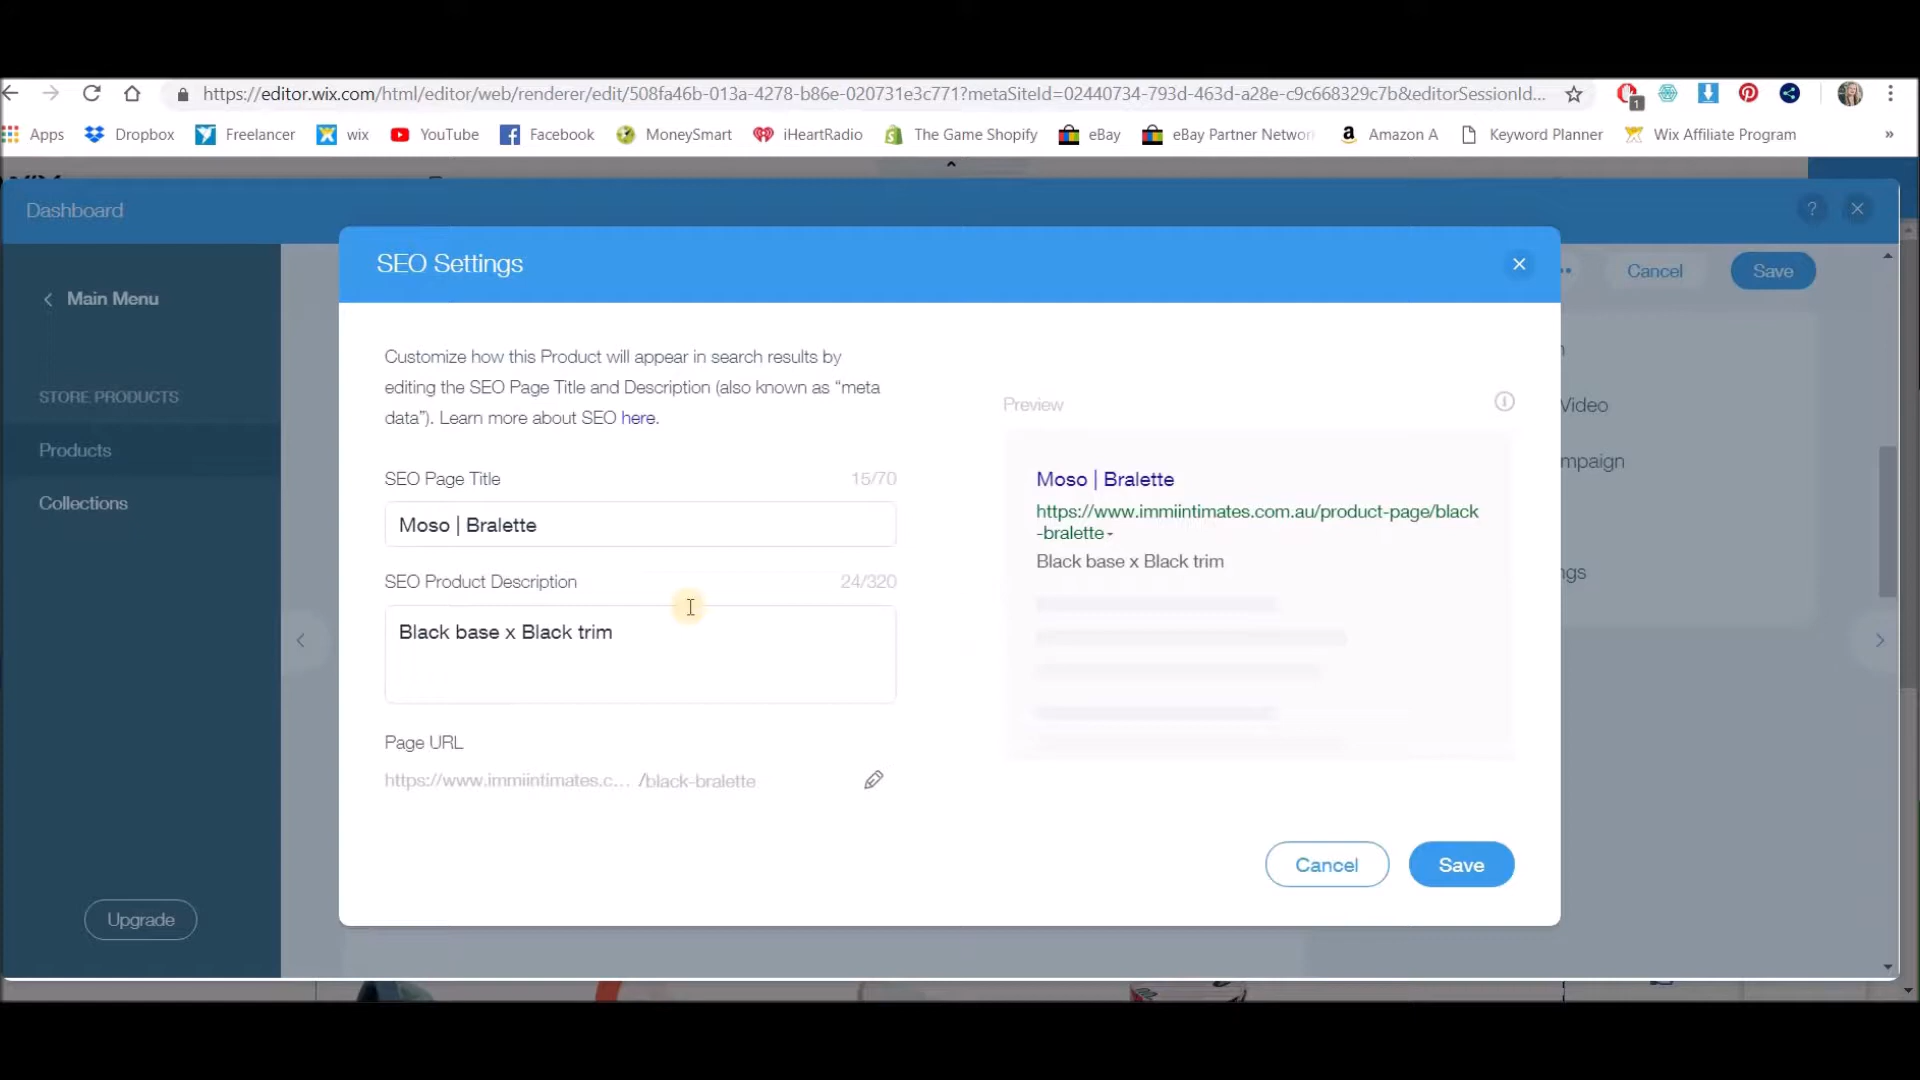 https://editor.wix.com/html/editor/web/renderer/edit/508fa46b-013a-4278-b86e-020731e3c771?metaSiteId=02440734-793d-463d-a28e-c9c668329c7b&editorSessionId...
1
Apps Dropbox Freelancer wix YouTube Facebook MoneySmart iHeartRadio The Game Shopify eBay eBay Partner Networ Amazon A Keyword Planner Wix Affiliate Program »
Dashboard ?
SEO Settings
Cancel Save
Main Menu
Customize how this Product will appear in search results by
editing the SEO Page Title and Description (also known as “meta
data”). Learn more about SEO here.
STORE PRODUCTS
Products
Collections
Preview
Video
mpaign
SEO Page Title 15/70
Moso | Bralette
Moso | Bralette
https://www.immiintimates.com.au/product-page/black
-bralette
Black base x Black trim
SEO Product Description 24/320
Black base x Black trim
ngs
Page URL
https://www.immiintimates.c... /black-bralette
Cancel Save
Upgrade